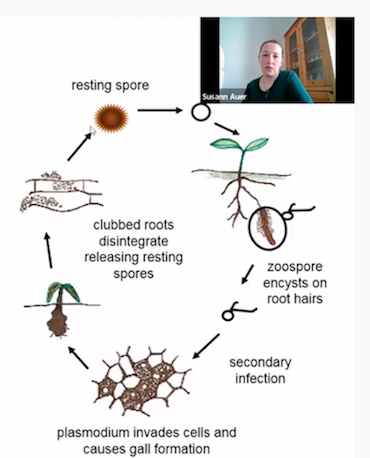 resting spore
Susann Auer
clubbed roots
disintegrate
releasing resting
spores
zoospore
encysts on
root hairs
secondary
infection
plasmodium invades cells and
causes gall formation